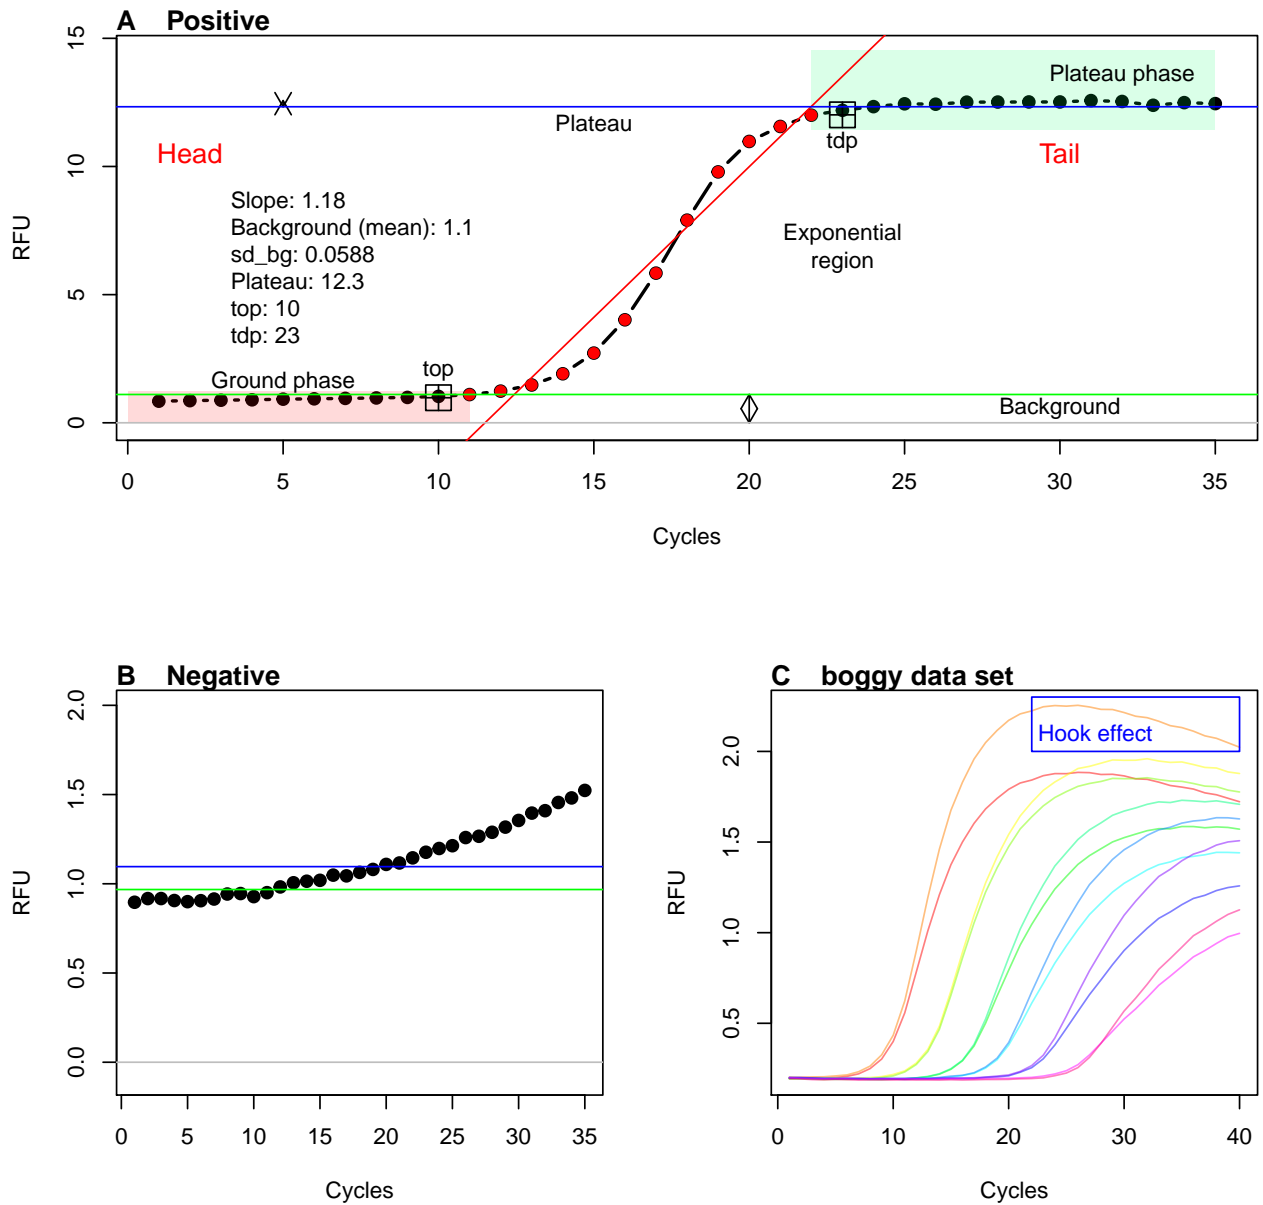 A Positive
15
10
5
0
RFU
Plateau phase
Plateau
tdp
Head
Tail
Slope: 1.18
Background (mean): 1.1
sd_bg: 0.0588
Plateau: 12.3
top: 10
tdp: 23
Exponential
region
top
Ground phase
Background
0 5 10 15 20 25 30 35
Cycles
B Negative
2.0
1.5
1.0
0.5
0.0
RFU
0 5 10 15 20 25 30 35
Cycles
C boggy data set
Hook effect
2.0
1.5
1.0
0.5
RFU
0 10 20 30 40
Cycles